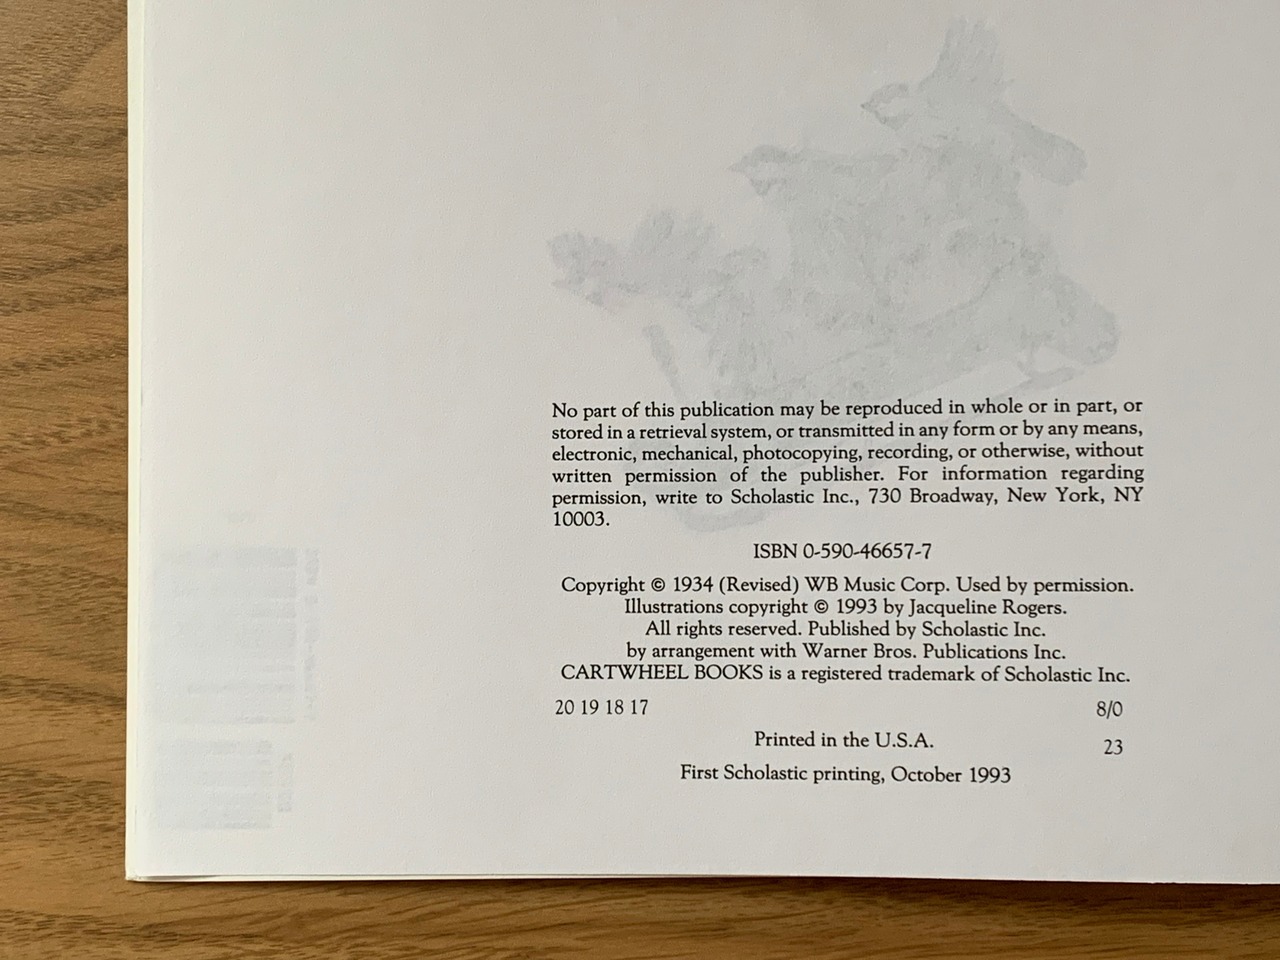 No part of this publication may be reproduced in whole or in part, or
stored in a retrieval system, or transmitted in any form or by any means,
electronic, mechanical, photocopying, recording, or otherwise, without
written permission of the publisher. For information regarding
permission, write to Scholastic Inc., 730 Broadway, New York, NY
10003.
ISBN 0-590-46657-7
Copyright © 1934 (Revised) WB Music Corp. Used by permission.
Illustrations copyright © 1993 by Jacqueline Rogers.
All rights reserved. Published by Scholastic Inc.
by arrangement with Warner Bros. Publications Inc.
CARTWHEEL BOOKS is a registered trademark of Scholastic Inc.
20 19 18 17 8/0
Printed in the U.S.A. 23
First Scholastic printing, October 1993